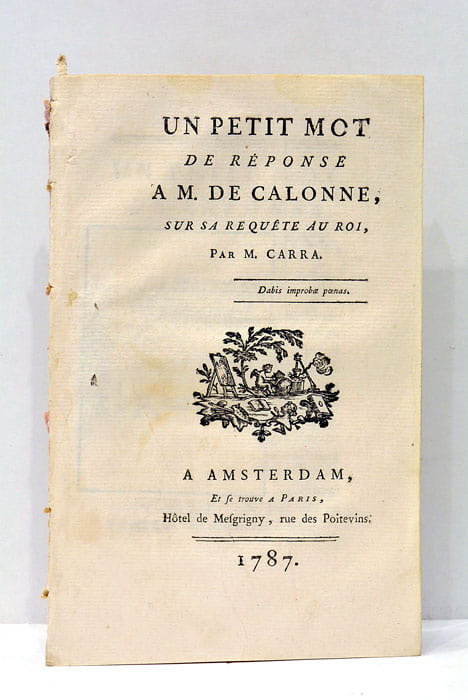 UN PETIT MOT
DE RÉPONSE
A M. DE CALONNE,
SUR SA REQUÊTE AU ROI,
PAR M. CARRA.
Dabis improbæ pœnas.
A AMSTERDAM,
Et ſe trouve A PARIS,
Hôtel de Meſgrigny, rue des Poitevins.
1787.